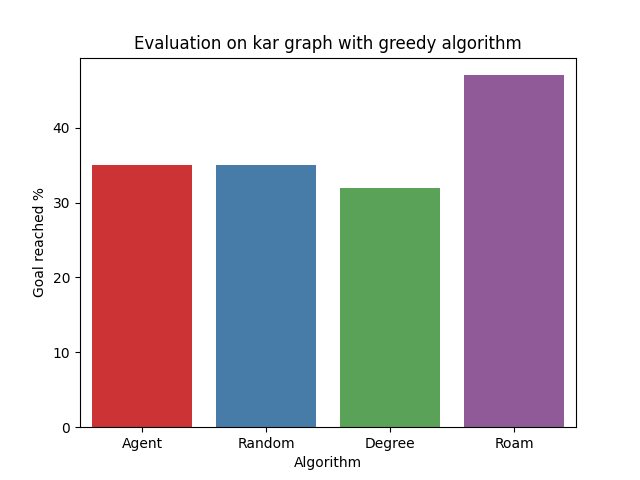 Evaluation on kar graph with greedy algorithm
Goal reached %
40
30
20
10
0
Agent Random Degree Roam
Algorithm